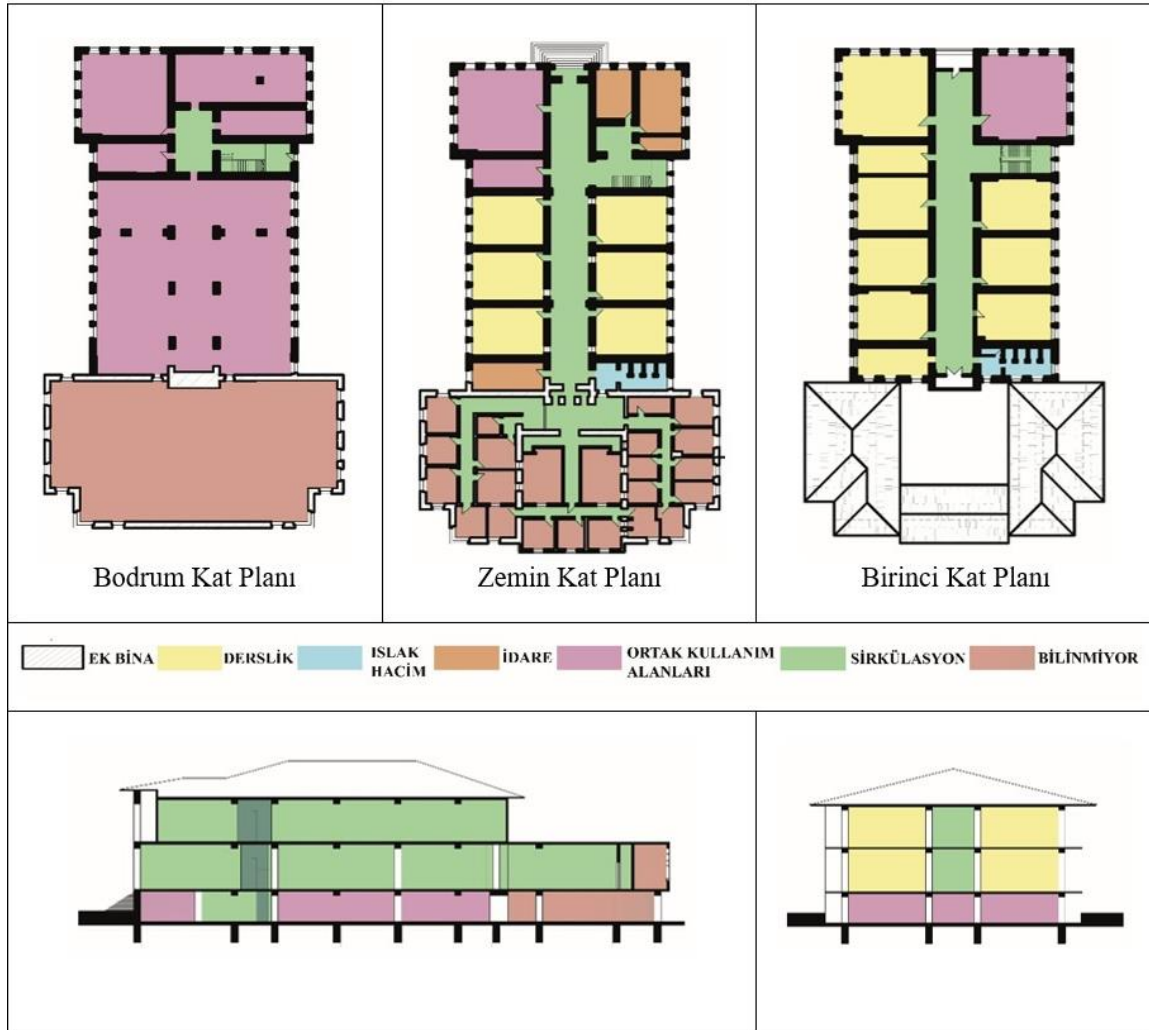 Bodrum Kat Planı
Zemin Kat Planı
Birinci Kat Planı
EK BİNA
DERSLİK
ISLAK
HACİM
İDARE
ORTAK KULLANIM
ALANLARI
SİRKÜLASYON
BİLİNMİYOR